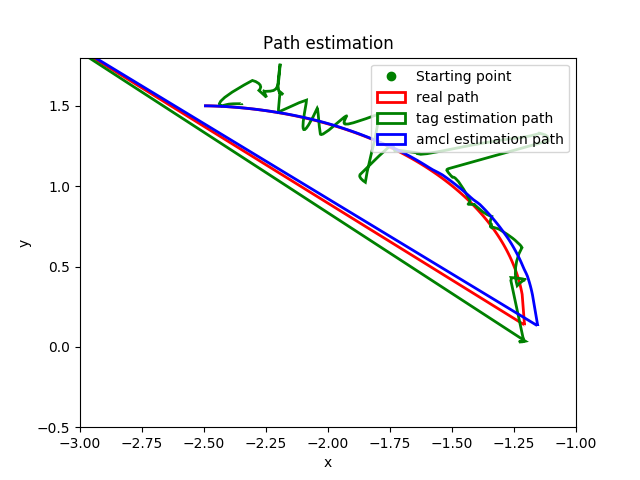 Path estimation
Starting point
real path
tag estimation path
amcl estimation path
y
1.5
1.0
0.5
0.0
−0.5
−3.00 −2.75 −2.50 −2.25 −2.00 −1.75 −1.50 −1.25 −1.00
x